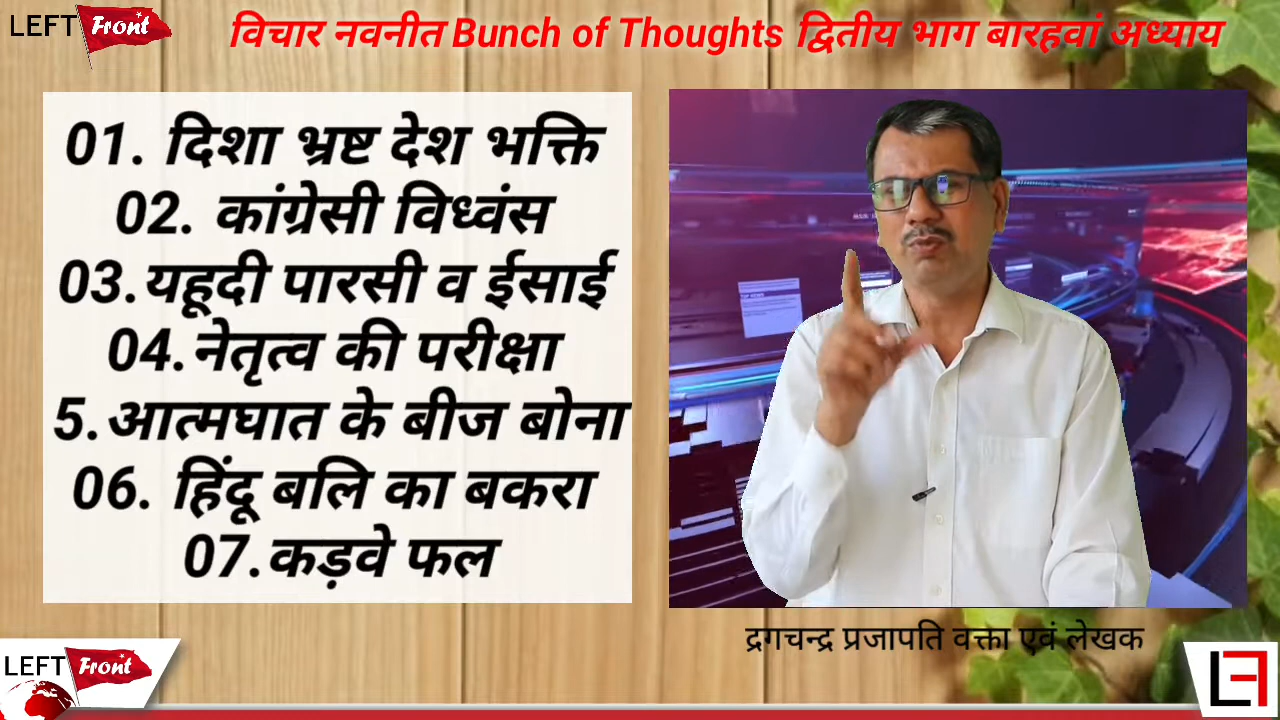 LEFT Front
विचार नवनीत Bunch of Thoughts द्वितीय भाग बारहवां अध्याय
01. दिशा भ्रष्ट देश भक्ति
02. कांग्रेसी विध्वंस
03.यहूदी पारसी व ईसाई
04.नेतृत्व की परीक्षा
5.आत्मघात के बीज बोना
06. हिंदू बलि का बकरा
07.कड़वे फल
द्रगचन्द्र प्रजापति वक्ता एवं लेखक
LEFT Front
LF